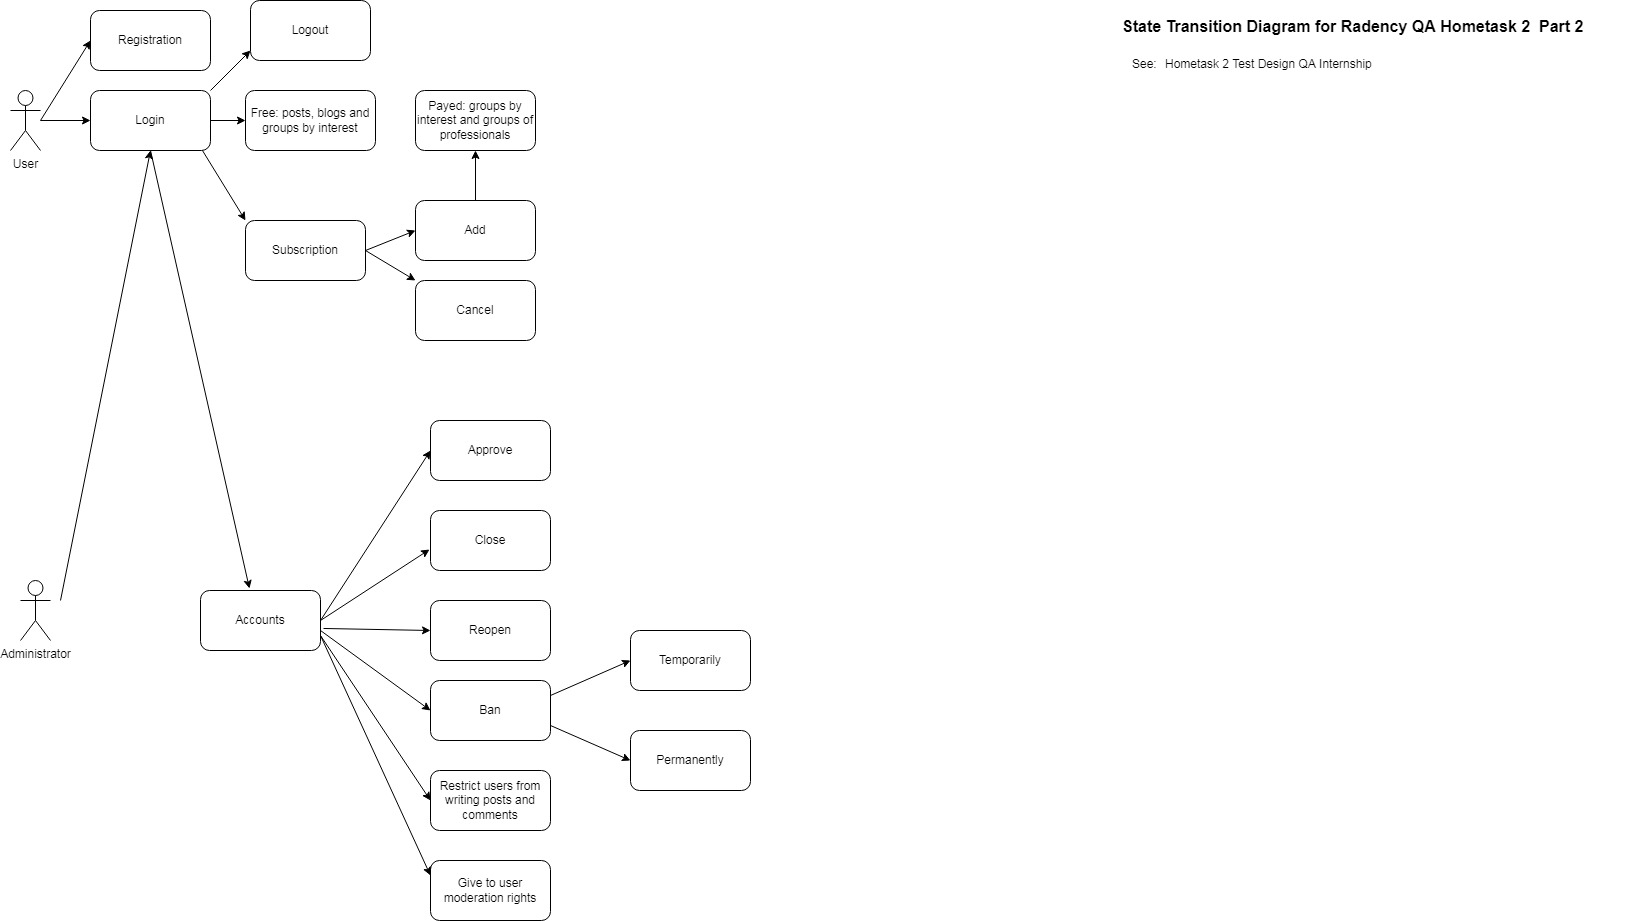 State Transition Diagram for Radency QA Hometask 2  Part 2
See:  Hometask 2 Test Design QA Internship
Registration
Logout
Login
Free: posts, blogs and
groups by interest
Payed: groups by
interest and groups of
professionals
User
Subscription
Add
Cancel
Approve
Close
Accounts
Reopen
Administrator
Temporarily
Ban
Permanently
Restrict users from
writing posts and
comments
Give to user
moderation rights